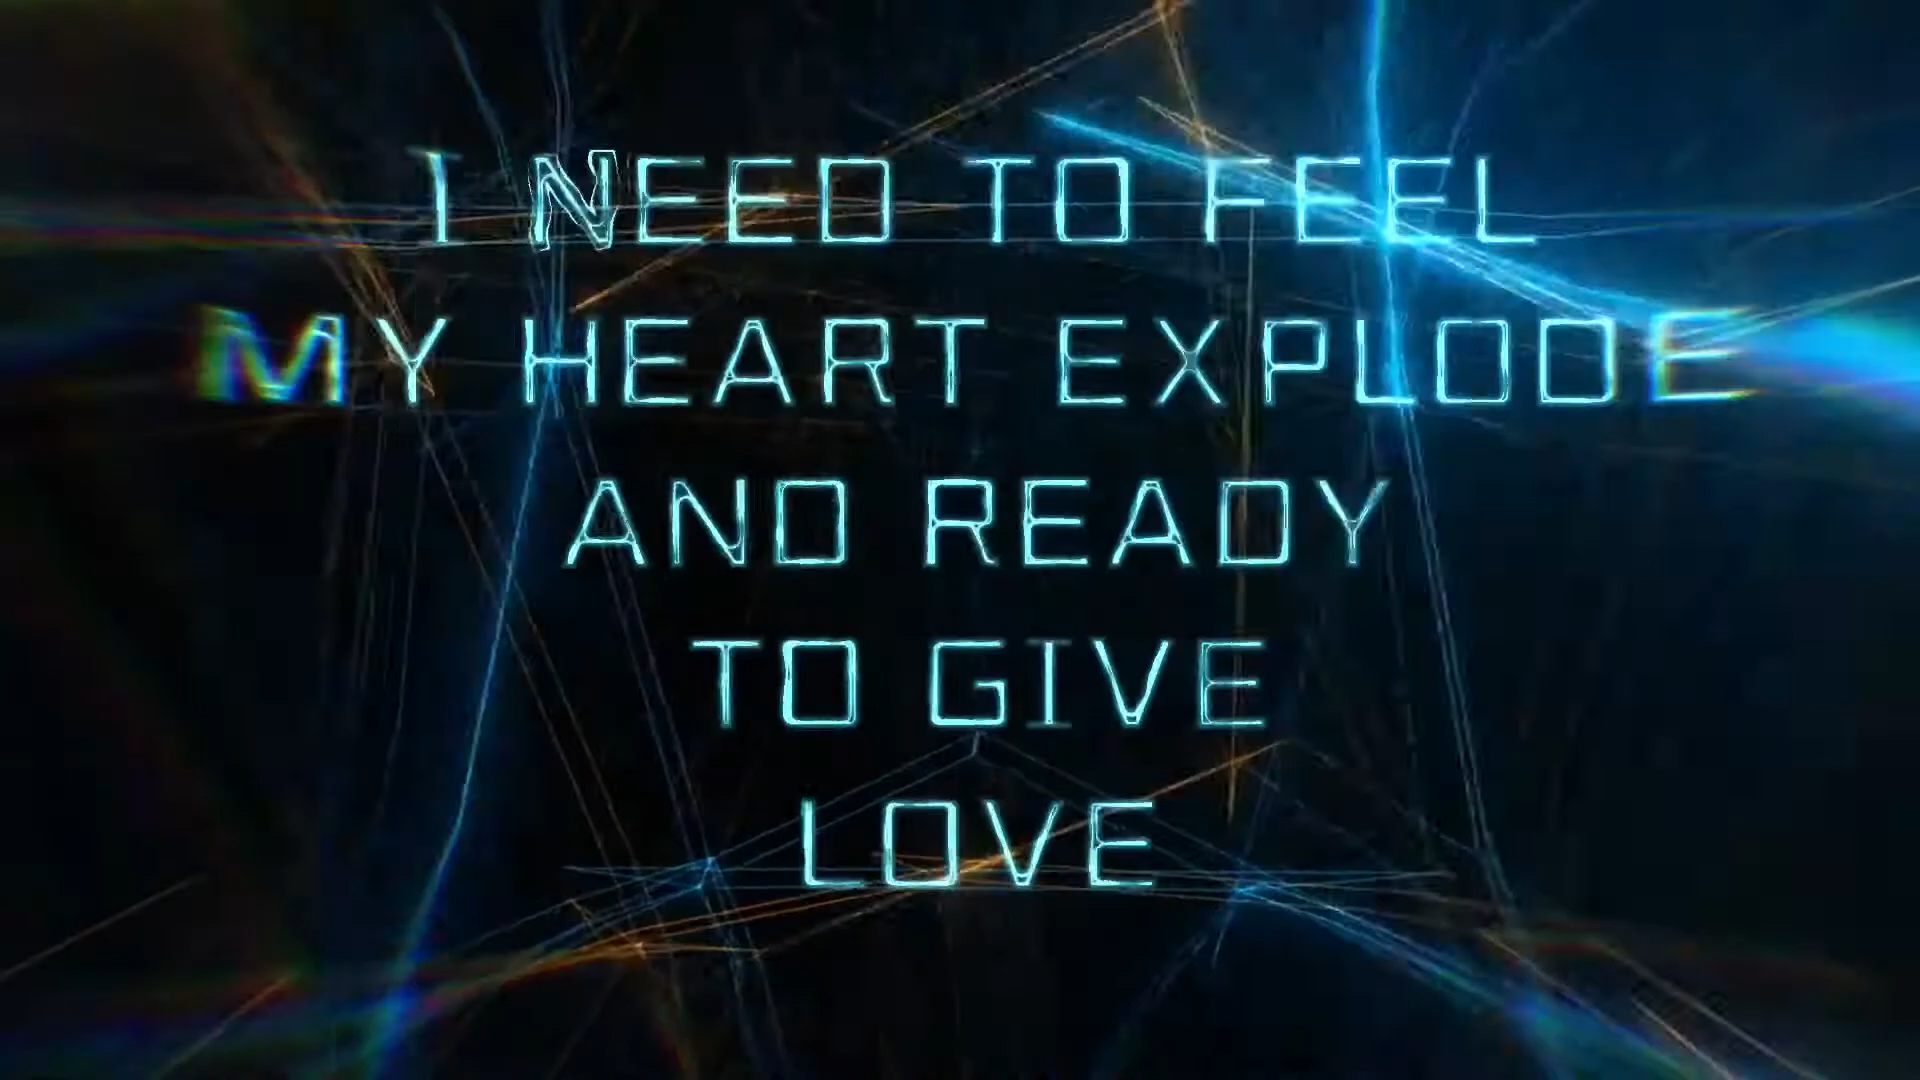 I NEED TO FEEL
MY HEART EXPLODE
AND READY
TO GIVE
LOVE